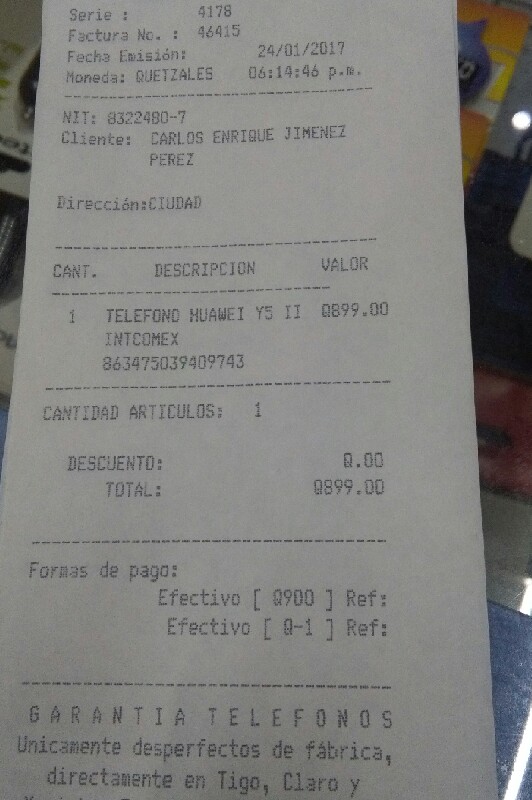 Serie : 4178
Factura No. : 46415
Fecha Emisión: 24/01/2017
Moneda: QUETZALES 06:14:46 p.m.
NIT: 8322480-7
Cliente: CARLOS ENRIQUE JIMENEZ
PEREZ
Dirección:CIUDAD
CANT. DESCRIPCION VALOR
1 TELEFONO HUAWEI Y5 II Q899.00
INTCOMEX
863475039409743
CANTIDAD ARTICULOS: 1
DESCUENTO: Q.00
TOTAL: Q899.00
Formas de pago:
Efectivo [ Q900 ] Ref:
Efectivo [ Q-1 ] Ref:
GARANTIA TELEFONOS
Unicamente desperfectos de fábrica,
directamente en Tigo, Claro y